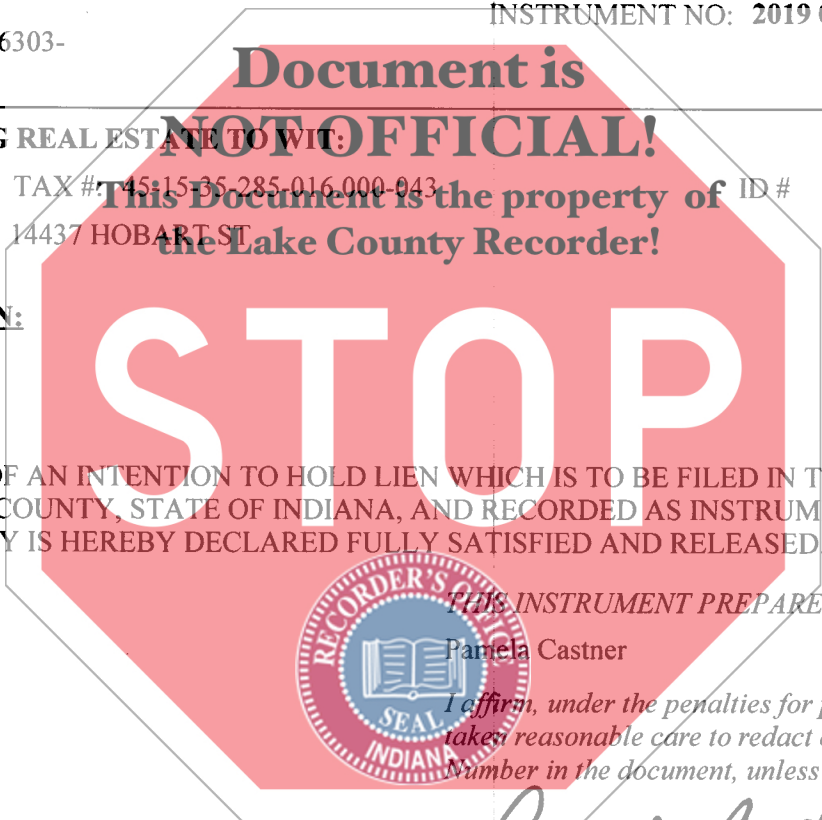 INSTRUMENT NO: 2019 0
6303-
Document is
NOT OFFICIAL!
G REAL ESTATE TO WIT:
TAX #: 45-15-35-285-016.000-043
ID #
This Document is the property of
14437 HOBART ST
the Lake County Recorder!
N:
STOP
OF AN INTENTION TO HOLD LIEN WHICH IS TO BE FILED IN T
COUNTY, STATE OF INDIANA, AND RECORDED AS INSTRUM
Y IS HEREBY DECLARED FULLY SATISFIED AND RELEASED.
RECORDER'S OFFICE
SEAL
INDIANA
THIS INSTRUMENT PREPARE
Pamela Castner
I affirm, under the penalties for p
taken reasonable care to redact e
Number in the document, unless